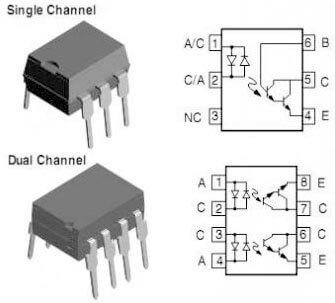 Single Channel
A/C 1 6 B
C/A 2 5 C
NC 3 4 E
Dual Channel
A 1 8 E
C 2 7 C
C 3 6 C
A 4 5 E